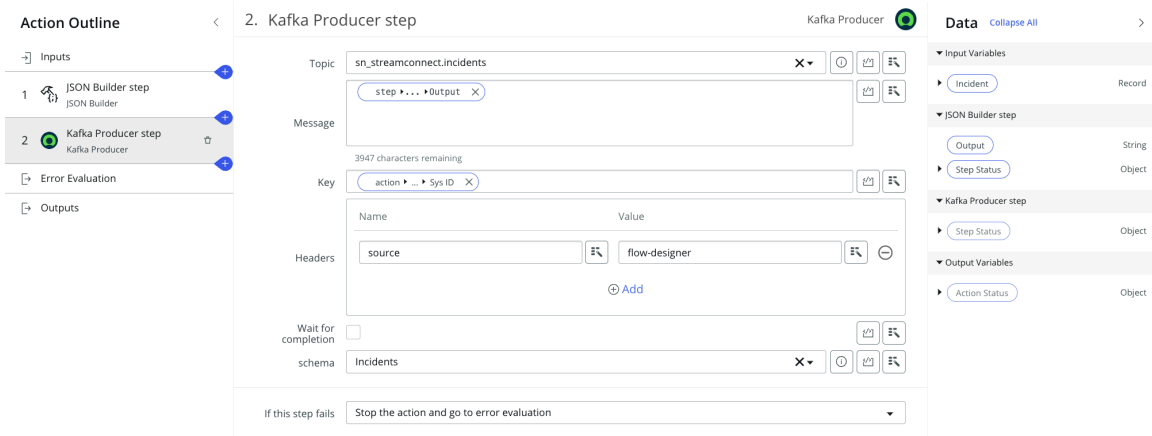 Action Outline
Inputs
1
JSON Builder step
JSON Builder
2
Kafka Producer step
Kafka Producer
Error Evaluation
Outputs
2. Kafka Producer step
Kafka Producer
Topic
sn_streamconnect.incidents
Message
step ▸... ▸Output
3947 characters remaining
Key
action ▸ ... ▸ Sys ID
Headers
Name Value
source flow-designer
Add
Wait for
completion
schema
Incidents
If this step fails
Stop the action and go to error evaluation
Data Collapse All
Input Variables
Incident Record
JSON Builder step
Output String
Step Status Object
Kafka Producer step
Step Status Object
Output Variables
Action Status Object